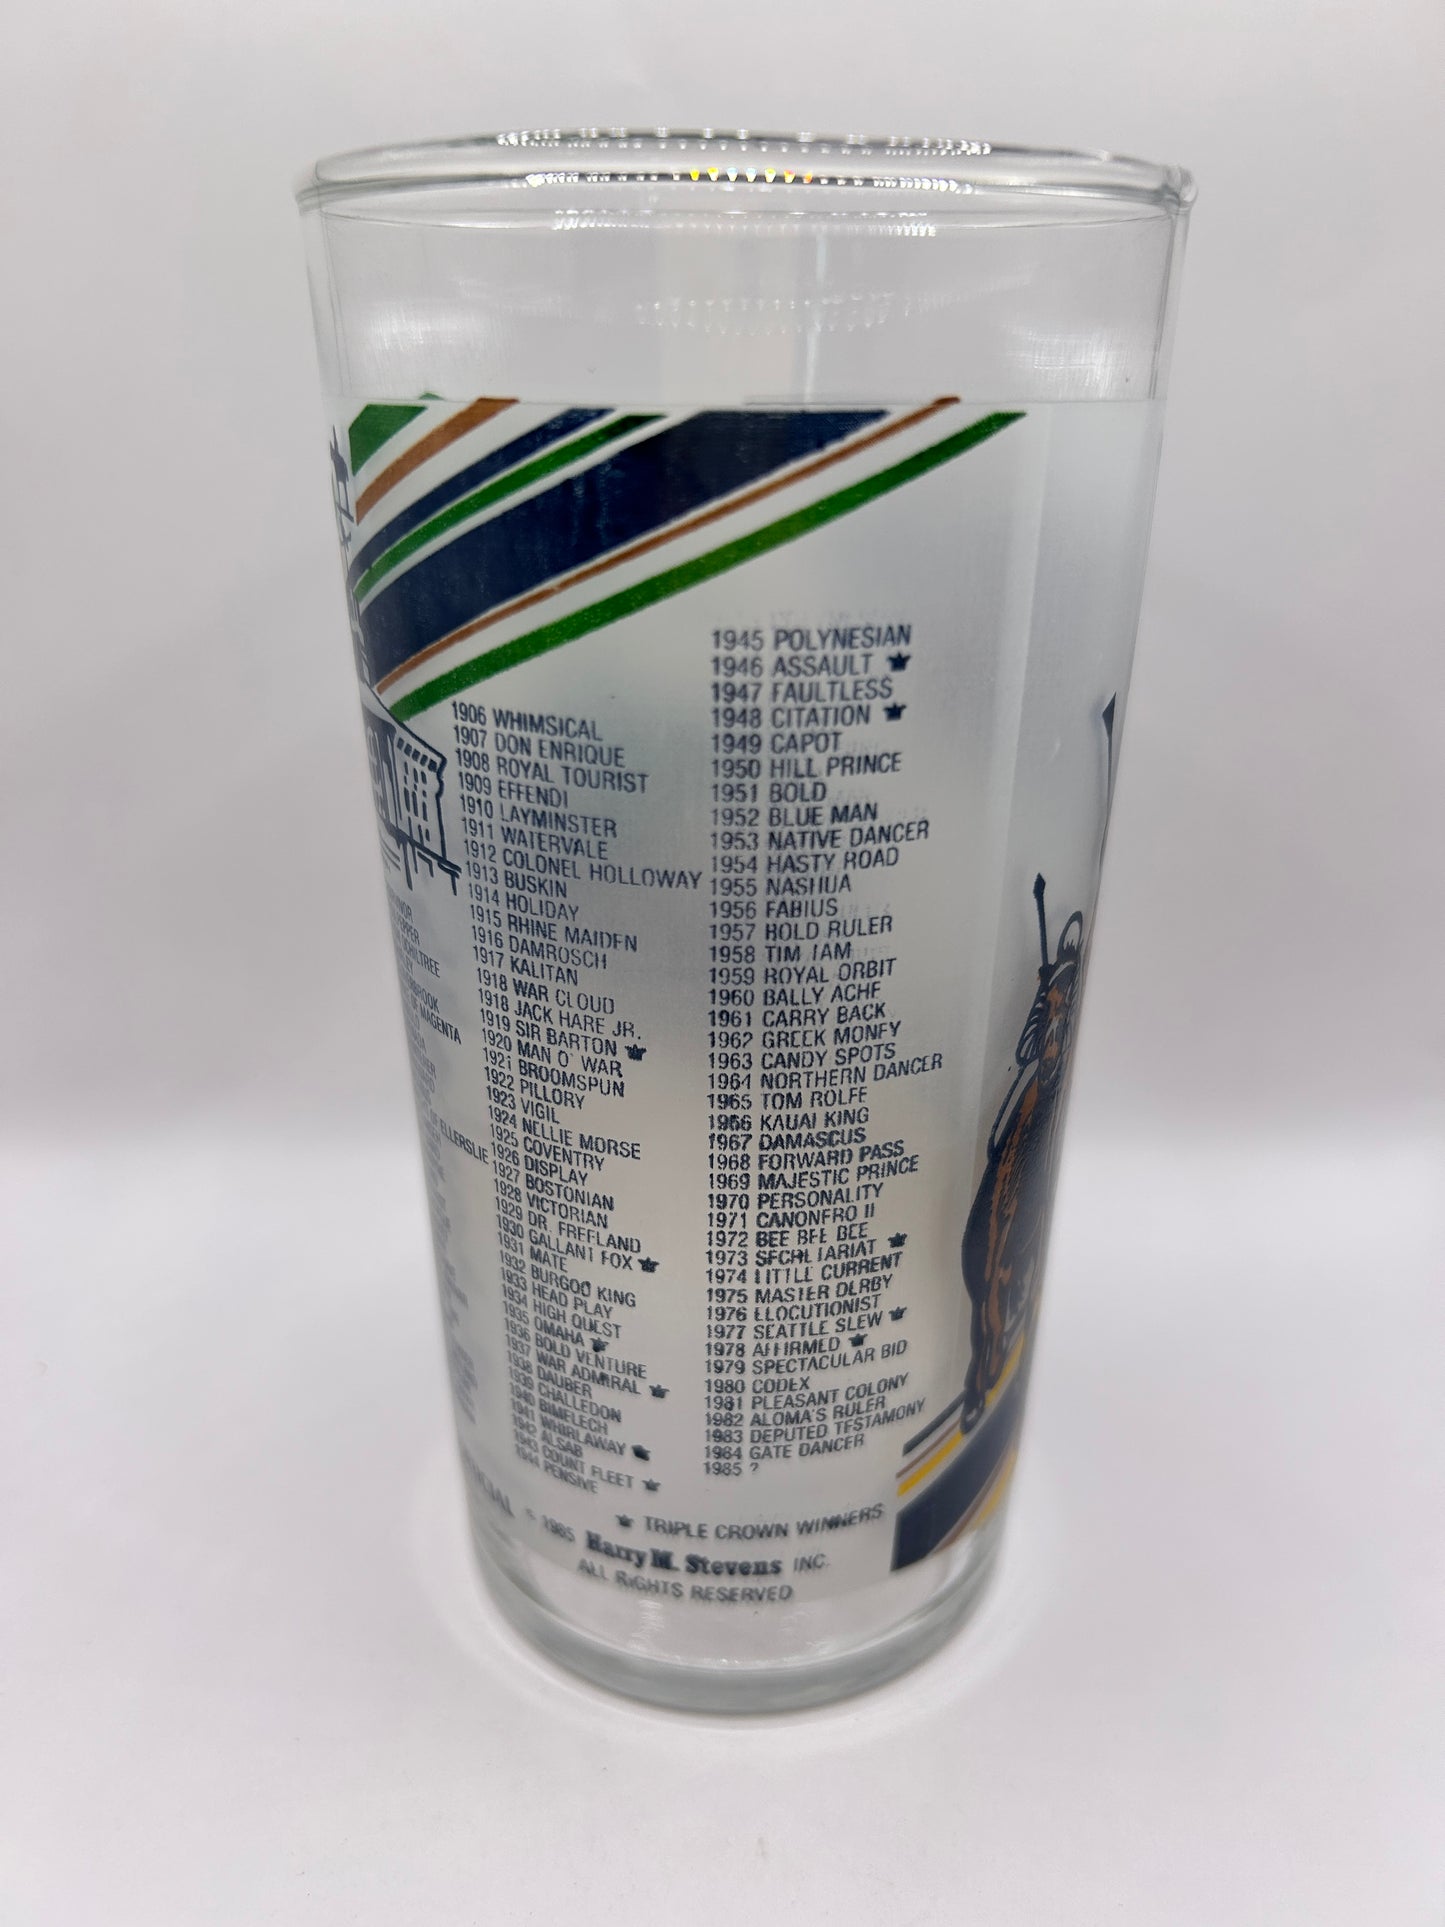 ONOR
EPPER
CHILTREE
EY
RBROOK
OF MAGENTA
OF ELLERSLIE
1906 WHIMSICAL
1907 DON ENRIQUE
1908 ROYAL TOURIST
1909 EFFENDI
1910 LAYMINSTER
1911 WATERVALE
1912 COLONEL HOLLOWAY
1913 BUSKIN
1914 HOLIDAY
1915 RHINE MAIDEN
1916 DAMROSCH
1917 KALITAN
1918 WAR CLOUD
1918 JACK HARE JR.
1919 SIR BARTON
1920 MAN O' WAR
1921 BROOMSPUN
1922 PILLORY
1923 VIGIL
1924 NELLIE MORSE
1925 COVENTRY
1926 DISPLAY
1927 BOSTONIAN
1928 VICTORIAN
1929 DR. FREELAND
1930 GALLANT FOX
1931 MATE
1932 BURGOO KING
1933 HEAD PLAY
1934 HIGH QUEST
1935 OMAHA
1936 BOLD VENTURE
1937 WAR ADMIRAL
1938 DAUBER
1939 CHALLEDON
1940 BIMELECH
1941 WHIRLAWAY
1942 ALSAB
1943 COUNT FLEET
1944 PENSIVE
1945 POLYNESIAN
1946 ASSAULT
1947 FAULTLESS
1948 CITATION
1949 CAPOT
1950 HILL PRINCE
1951 BOLD
1952 BLUE MAN
1953 NATIVE DANCER
1954 HASTY ROAD
1955 NASHUA
1956 FABIUS
1957 BOLD RULER
1958 TIM TAM
1959 ROYAL ORBIT
1960 BALLY ACHE
1961 CARRY BACK
1962 GREEK MONEY
1963 CANDY SPOTS
1964 NORTHERN DANCER
1965 TOM ROLFE
1966 KAUAI KING
1967 DAMASCUS
1968 FORWARD PASS
1969 MAJESTIC PRINCE
1970 PERSONALITY
1971 CANONERO II
1972 BEE BEE BEE
1973 SECRETARIAT
1974 LITTLE CURRENT
1975 MASTER DERBY
1976 ELOCUTIONIST
1977 SEATTLE SLEW
1978 AFFIRMED
1979 SPECTACULAR BID
1980 CODEX
1981 PLEASANT COLONY
1982 ALOMA'S RULER
1983 DEPUTED TESTAMONY
1984 GATE DANCER
1985 ?
TRIPLE CROWN WINNERS
© 1985 Harry M. Stevens INC.
ALL RIGHTS RESERVED